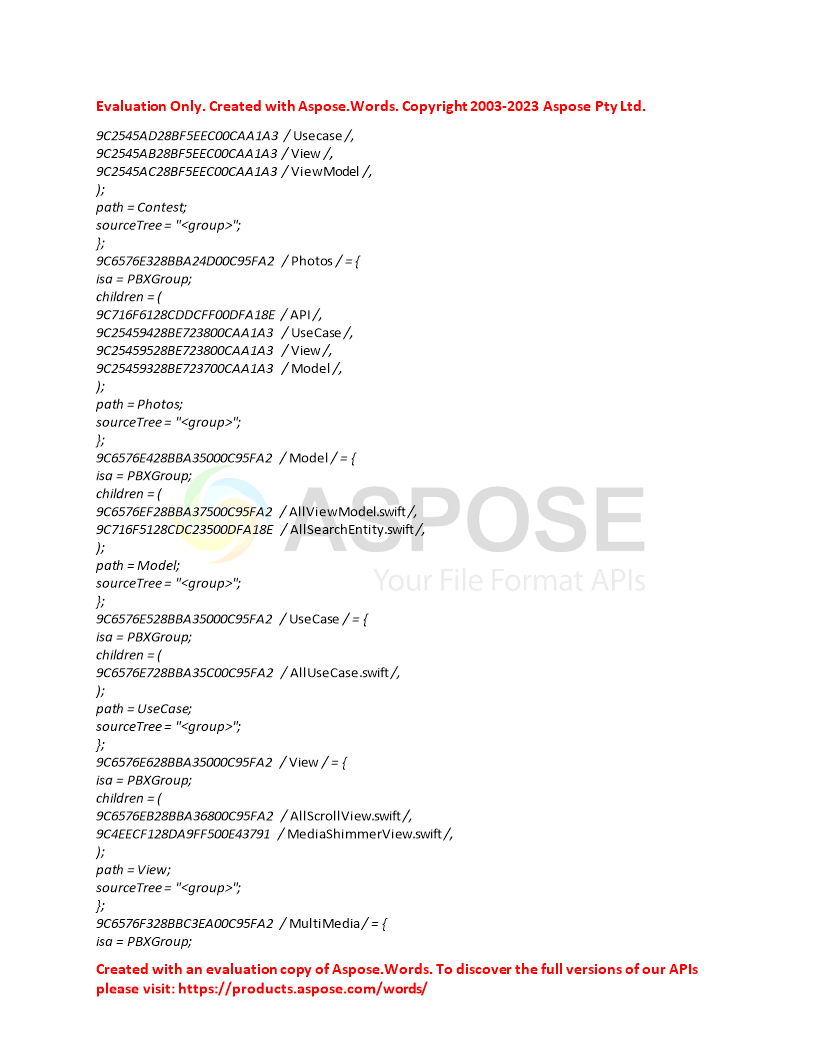 Evaluation Only. Created with Aspose.Words. Copyright 2003-2023 Aspose Pty Ltd.
9C2545AD28BF5EEC00CAA1A3 / Usecase /,
9C2545AB28BF5EEC00CAA1A3 / View /,
9C2545AC28BF5EEC00CAA1A3 / ViewModel /,
);
path = Contest;
sourceTree = "<group>";
};
9C6576E328BBA24D00C95FA2 / Photos / = {
isa = PBXGroup;
children = (
9C716F6128CDDCFF00DFA18E / API /,
9C25459428BE723800CAA1A3 / UseCase /,
9C25459528BE723800CAA1A3 / View /,
9C25459328BE723700CAA1A3 / Model /,
);
path = Photos;
sourceTree = "<group>";
};
9C6576E428BBA35000C95FA2 / Model / = {
isa = PBXGroup;
children = (
9C6576EF28BBA37500C95FA2 / AllViewModel.swift /,
9C716F5128CDC23500DFA18E / AllSearchEntity.swift /,
);
path = Model;
sourceTree = "<group>";
};
9C6576E528BBA35000C95FA2 / UseCase / = {
isa = PBXGroup;
children = (
9C6576E728BBA35C00C95FA2 / AllUseCase.swift /,
);
path = UseCase;
sourceTree = "<group>";
};
9C6576E628BBA35000C95FA2 / View / = {
isa = PBXGroup;
children = (
9C6576EB28BBA36800C95FA2 / AllScrollView.swift /,
9C4EECF128DA9FF500E43791 / MediaShimmerView.swift /,
);
path = View;
sourceTree = "<group>";
};
9C6576F328BBC3EA00C95FA2 / MultiMedia / = {
isa = PBXGroup;
ASPOSE
Your File Format APIs
Created with an evaluation copy of Aspose.Words. To discover the full versions of our APIs
please visit: https://products.aspose.com/words/